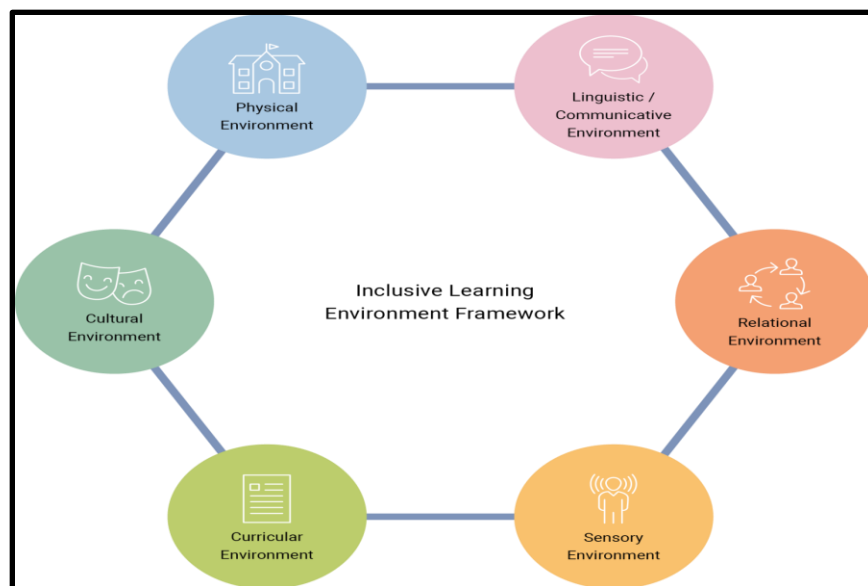 Physical
Environment
Linguistic /
Communicative
Environment
Cultural
Environment
Inclusive Learning
Environment Framework
Relational
Environment
Curricular
Environment
Sensory
Environment